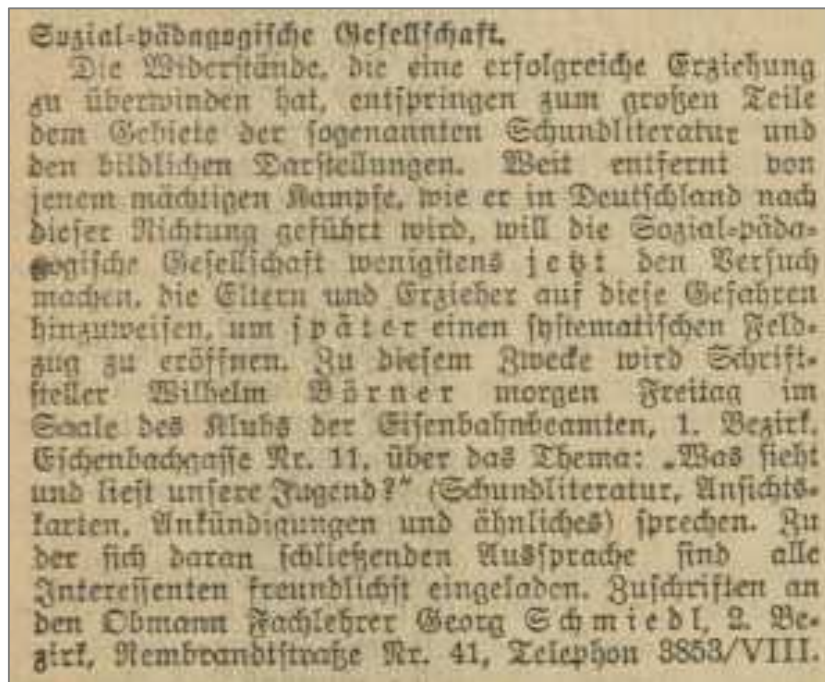 Sozial-pädagogische Gesellschaft.
Die Widerstände, die eine erfolgreiche Erziehung
zu überwinden hat, entspringen zum großen Teile
dem Gebiete der sogenannten Schundliteratur und
den bildlichen Darstellungen. Weit entfernt von
jenem mächtigen Kampfe, wie er in Deutschland nach
dieser Richtung geführt wird, will die Sozial-päda-
gogische Gesellschaft wenigstens jetzt den Versuch
machen, die Eltern und Erzieher auf diese Gefahren
hinzuweisen, um später einen systematischen Feld-
zug zu eröffnen. Zu diesem Zwecke wird Schrift-
steller Wilhelm Börner morgen Freitag im
Saale des Klubs der Eisenbahnbeamten, 1. Bezirk,
Eschenbachgasse Nr. 11, über das Thema: „Was sieht
und liest unsere Jugend?" (Schundliteratur, Ansichts-
karten, Ankündigungen und ähnliches) sprechen. Zu
der sich daran schließenden Aussprache sind alle
Interessenten freundlichst eingeladen. Zuschriften an
den Obmann Fachlehrer Georg Schmiedl, 2. Be-
zirk, Rembrandtstraße Nr. 41, Telephon 3853/VIII.